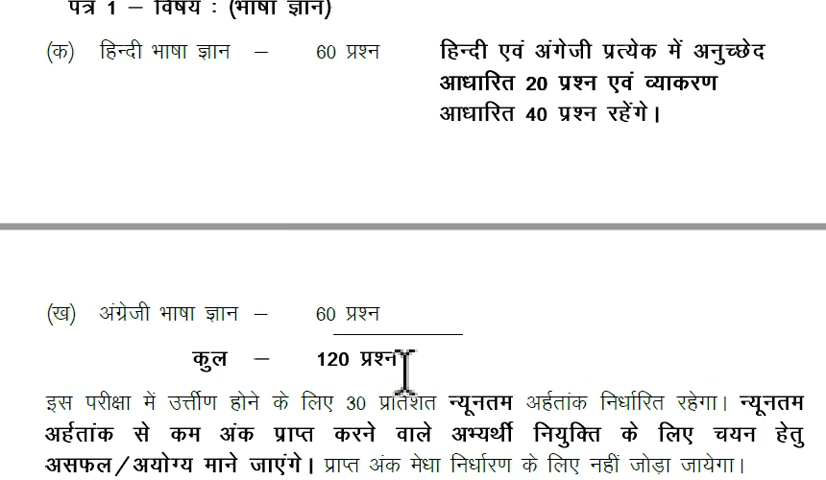 पत्र 1 – विषय : (भाषा ज्ञान)
(क) हिन्दी भाषा ज्ञान – 60 प्रश्न
हिन्दी एवं अंगेजी प्रत्येक में अनुच्छेद
आधारित 20 प्रश्न एवं व्याकरण
आधारित 40 प्रश्न रहेंगे।
(ख) अंग्रेजी भाषा ज्ञान – 60 प्रश्न
कुल – 120 प्रश्न
इस परीक्षा में उर्त्तीण होने के लिए 30 प्रतिशत न्यूनतम अर्हतांक निर्धारित रहेगा। न्यूनतम
अर्हतांक से कम अंक प्राप्त करने वाले अभ्यर्थी नियुक्ति के लिए चयन हेतु
असफल/अयोग्य माने जाएंगे। प्राप्त अंक मेधा निर्धारण के लिए नहीं जोड़ा जायेगा।